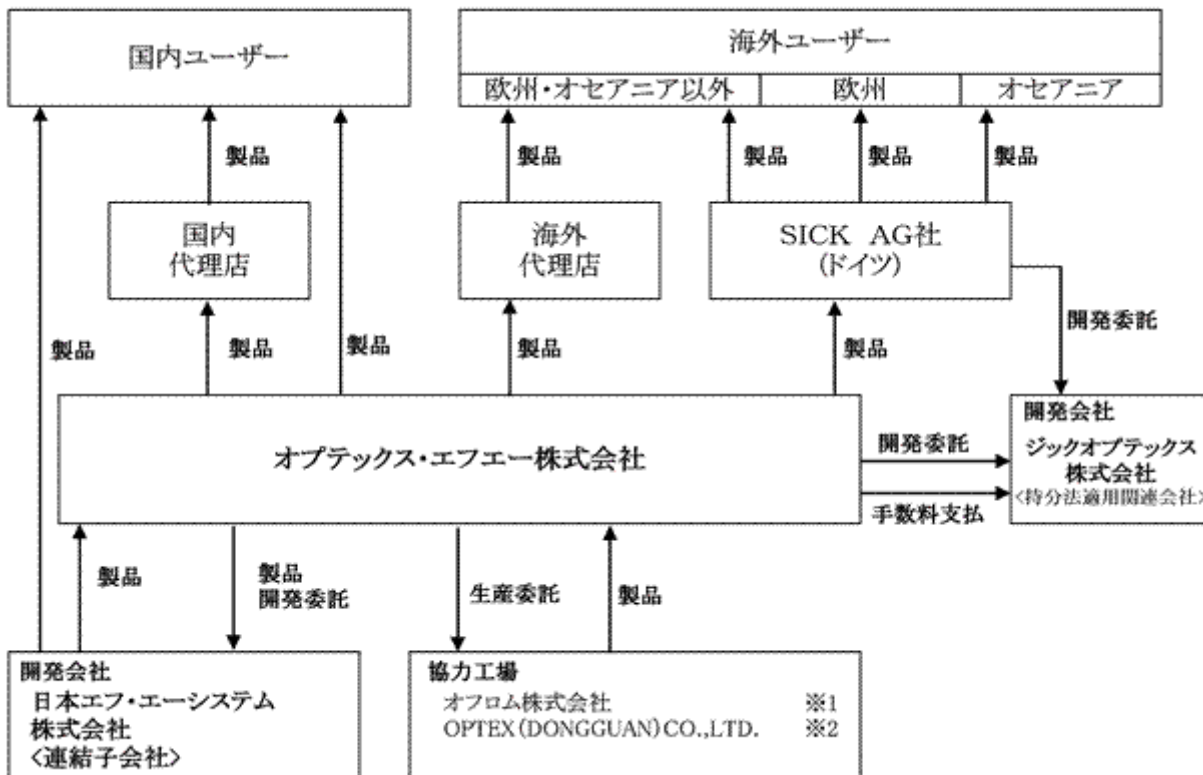 国内ユーザー
海外ユーザー
欧州・オセアニア以外
欧州
オセアニア
製品
製品
製品
製品
製品
国内
代理店
海外
代理店
SICK AG社
(ドイツ)
製品
製品
製品
製品
製品
開発委託
オプテックス・エフエー株式会社
開発委託
手数料支払
開発会社
ジックオプテックス
株式会社
<持分法適用関連会社>
製品
製品
開発委託
生産委託
製品
開発会社
日本エフ・エーシステム
株式会社
<連結子会社>
協力工場
オフロム株式会社 ※1
OPTEX(DONGGUAN)CO.,LTD. ※2